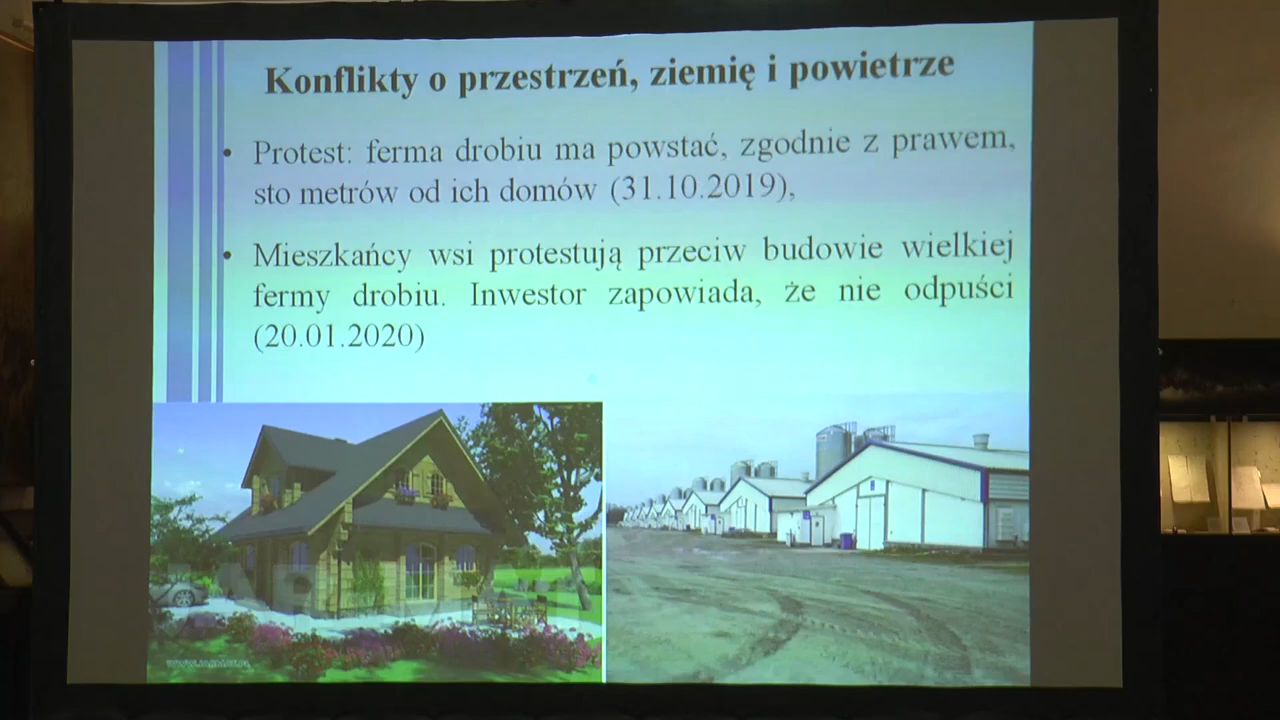 Konflikty o przestrzeń, ziemię i powietrze
• Protest: ferma drobiu ma powstać, zgodnie z prawem,
sto metrów od ich domów (31.10.2019),
• Mieszkańcy wsi protestują przeciw budowie wielkiej
fermy drobiu. Inwestor zapowiada, że nie odpuści
(20.01.2020)